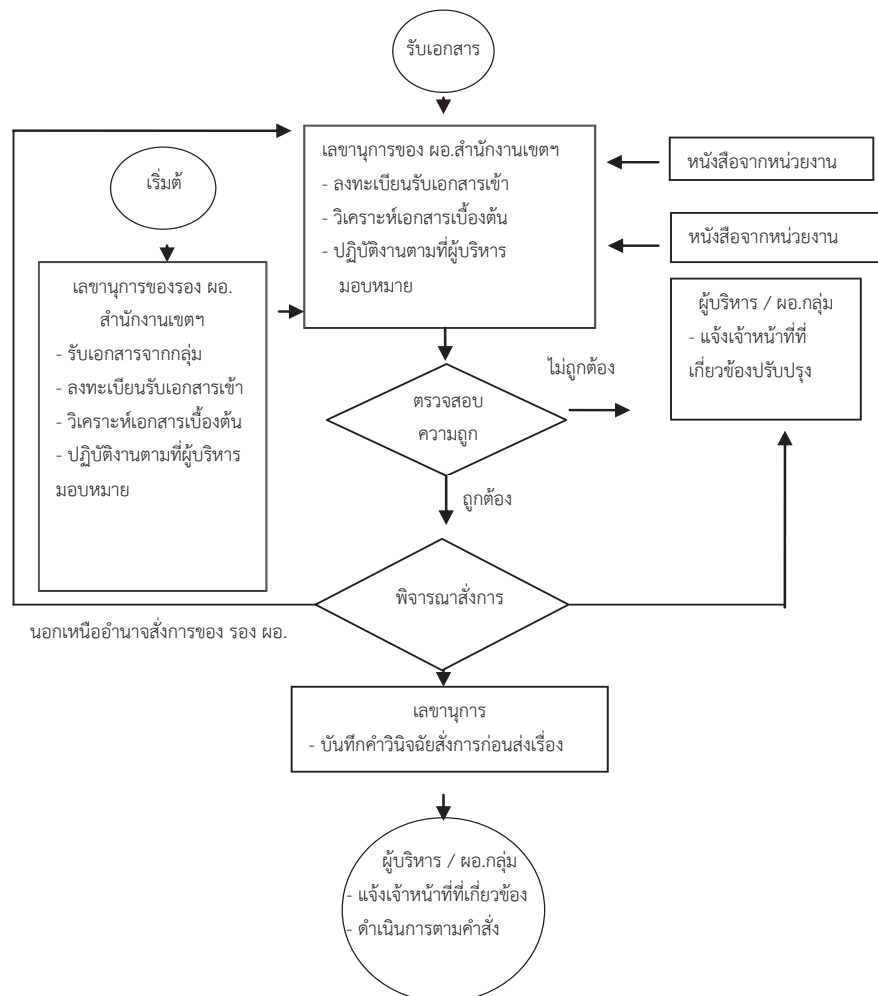 รับเอกสาร
เลขานุการของ ผอ.สำนักงานเขตฯ
- ลงทะเบียนรับเอกสารเข้า
- วิเคราะห์เอกสารเบื้องต้น
- ปฏิบัติงานตามที่ผู้บริหาร
มอบหมาย
หนังสือจากหน่วยงาน
หนังสือจากหน่วยงาน
เริ่มต้
เลขานุการของรอง ผอ.
สำนักงานเขตฯ
- รับเอกสารจากกลุ่ม
- ลงทะเบียนรับเอกสารเข้า
- วิเคราะห์เอกสารเบื้องต้น
- ปฏิบัติงานตามที่ผู้บริหาร
มอบหมาย
ผู้บริหาร / ผอ.กลุ่ม
- แจ้งเจ้าหน้าที่ที่
เกี่ยวข้องปรับปรุง
ไม่ถูกต้อง
ตรวจสอบ
ความถูก
ถูกต้อง
พิจารณาสั่งการ
นอกเหนืออำนาจสั่งการของ รอง ผอ.
เลขานุการ
- บันทึกคำวินิจฉัยสั่งการก่อนส่งเรื่อง
ผู้บริหาร / ผอ.กลุ่ม
- แจ้งเจ้าหน้าที่ที่เกี่ยวข้อง
- ดำเนินการตามคำสั่ง